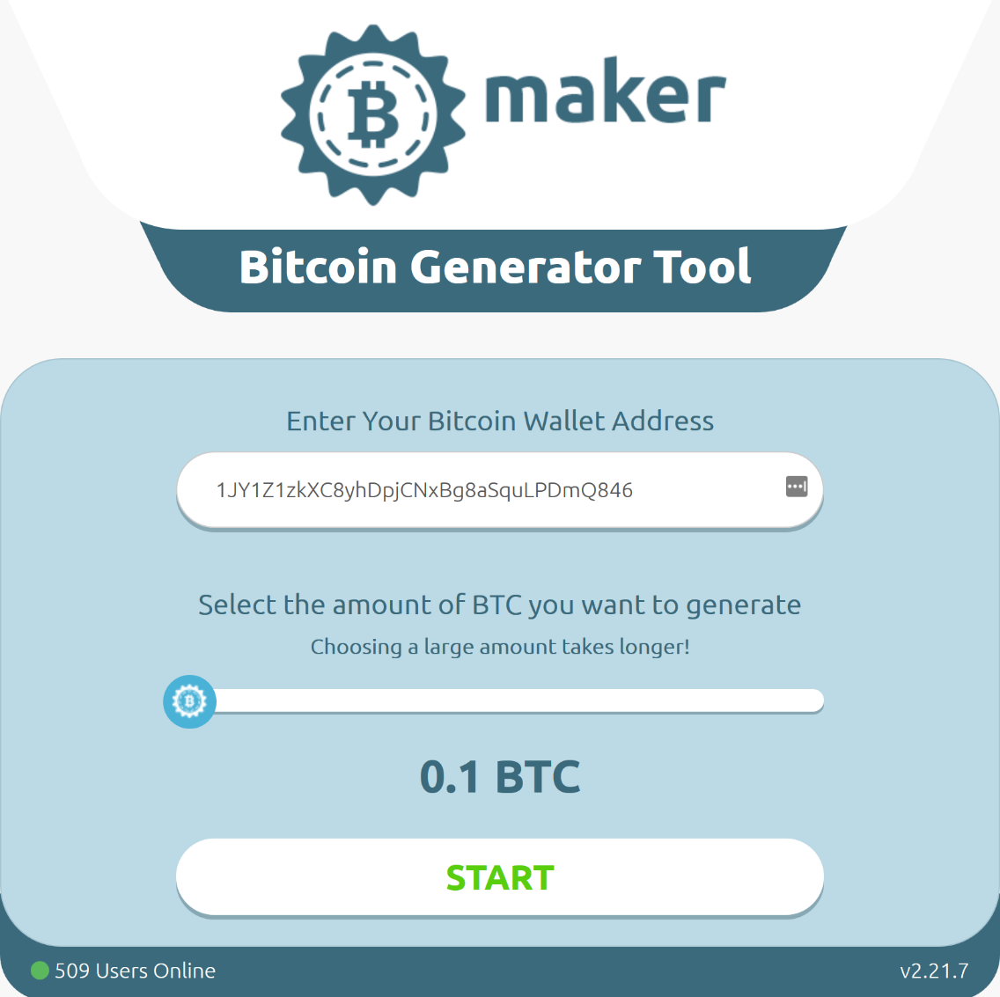 maker
Bitcoin Generator Tool
Enter Your Bitcoin Wallet Address
1JY1Z1zkXC8yhDpjCNxBg8aSquLPDmQ846
Select the amount of BTC you want to generate
Choosing a large amount takes longer!
0.1 BTC
START
509 Users Online
v2.21.7